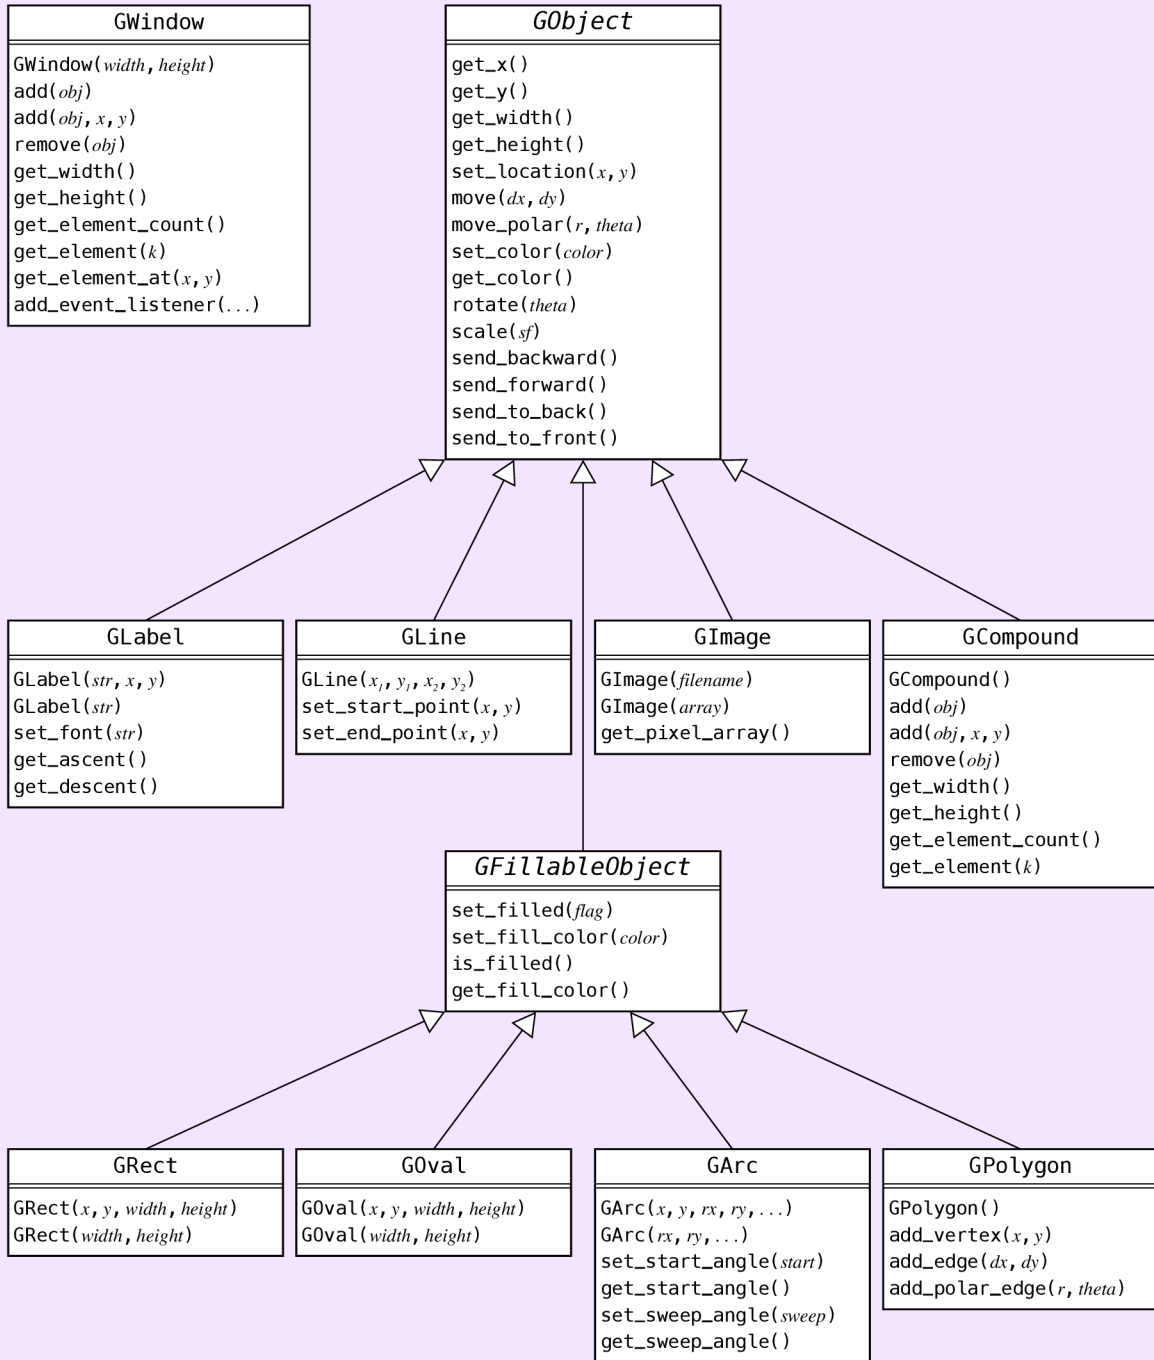 GWindow
GWindow(width, height)
add(obj)
add(obj, x, y)
remove(obj)
get_width()
get_height()
get_element_count()
get_element(k)
get_element_at(x, y)
add_event_listener(...)
GObject
get_x()
get_y()
get_width()
get_height()
set_location(x, y)
move(dx, dy)
move_polar(r, theta)
set_color(color)
get_color()
rotate(theta)
scale(sf)
send_backward()
send_forward()
send_to_back()
send_to_front()
GLabel
GLabel(str, x, y)
GLabel(str)
set_font(str)
get_ascent()
get_descent()
GLine
GLine(x₁, y₁, x₂, y₂)
set_start_point(x, y)
set_end_point(x, y)
GImage
GImage(filename)
GImage(array)
get_pixel_array()
GCompound
GCompound()
add(obj)
add(obj, x, y)
remove(obj)
get_width()
get_height()
get_element_count()
get_element(k)
GFillableObject
set_filled(flag)
set_fill_color(color)
is_filled()
get_fill_color()
GRect
GRect(x, y, width, height)
GRect(width, height)
GOval
GOval(x, y, width, height)
GOval(width, height)
GArc
GArc(x, y, rx, ry, ...)
GArc(rx, ry, ...)
set_start_angle(start)
get_start_angle()
set_sweep_angle(sweep)
get_sweep_angle()
GPolygon
GPolygon()
add_vertex(x, y)
add_edge(dx, dy)
add_polar_edge(r, theta)